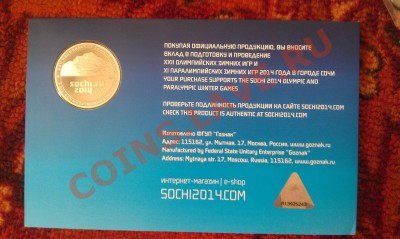 sochi
2014
ПОКУПАЯ ОФИЦИАЛЬНУЮ ПРОДУКЦИЮ, ВЫ ВНОСИТЕ
ВКЛАД В ПОДГОТОВКУ И ПРОВЕДЕНИЕ
XXII ОЛИМПИЙСКИХ ЗИМНИХ ИГР И
XI ПАРАЛИМПИЙСКИХ ЗИМНИХ ИГР 2014 ГОДА В ГОРОДЕ СОЧИ
YOUR PURCHASE SUPPORTS THE SOCHI 2014 OLYMPIC AND
PARALYMPIC WINTER GAMES
ПРОВЕРЬТЕ ПОДЛИННОСТЬ ПРОДУКЦИИ НА САЙТЕ SOCHI2014.COM
CHECK THIS PRODUCT IS AUTHENTIC AT SOCHI2014.COM
Изготовлено ФГУП "Гознак"
Адрес: 115162, ул. Мытная, 17, Москва, Россия, www.goznak.ru
Manufactured by Federal State Unitary Enterprise "Goznak"
Address: Mytnaya str. 17, Moscow, Russia, 115162, www.goznak.ru
ИНТЕРНЕТ-МАГАЗИН | E-SHOP
SOCHI2014.COM